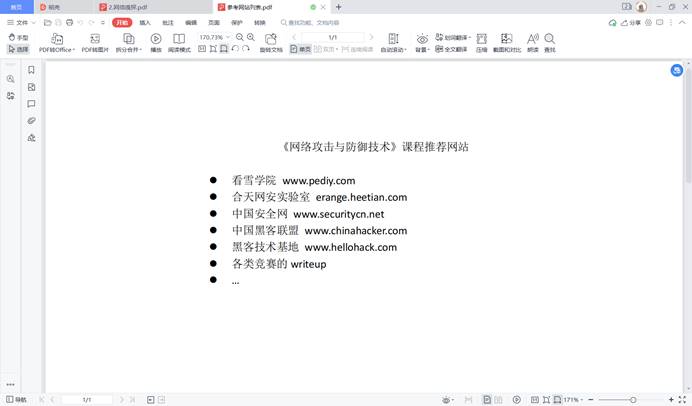 首页 稻壳 2.网络嗅探.pdf 参考网站列表.pdf
文件 开始 插入 批注 编辑 页面 保护 转换 查找功能、文档内容 分享
手型 170.73% 1/1 划词翻译 
选择 PDF转Office PDF转图片 拆分合并 播放 阅读模式 旋转文档 单页 双页 连续阅读 自动滚动 背景 全文翻译 压缩 截图和对比 朗读 查找
《网络攻击与防御技术》课程推荐网站
● 看雪学院 www.pediy.com
● 合天网安实验室 erange.heetian.com
● 中国安全网 www.securitycn.net
● 中国黑客联盟 www.chinahacker.com
● 黑客技术基地 www.hellohack.com
● 各类竞赛的 writeup
● ...
导航 1/1 171%